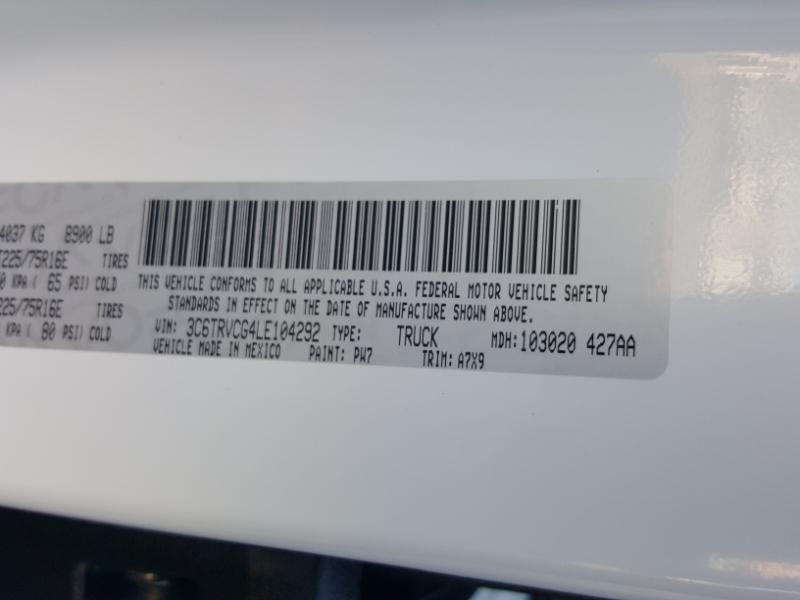 4037 KG 8900 LB
225/75R16E TIRES
0 KPA ( 65 PSI) COLD
225/75R16E TIRES
KPA ( 80 PSI) COLD
THIS VEHICLE CONFORMS TO ALL APPLICABLE U.S.A. FEDERAL MOTOR VEHICLE SAFETY
STANDARDS IN EFFECT ON THE DATE OF MANUFACTURE SHOWN ABOVE.
VIN: 3C6TRVCG4LE104292 TYPE: TRUCK MDH: 103020 427AA
VEHICLE MADE IN MEXICO PAINT: PW7 TRIM: A7X9